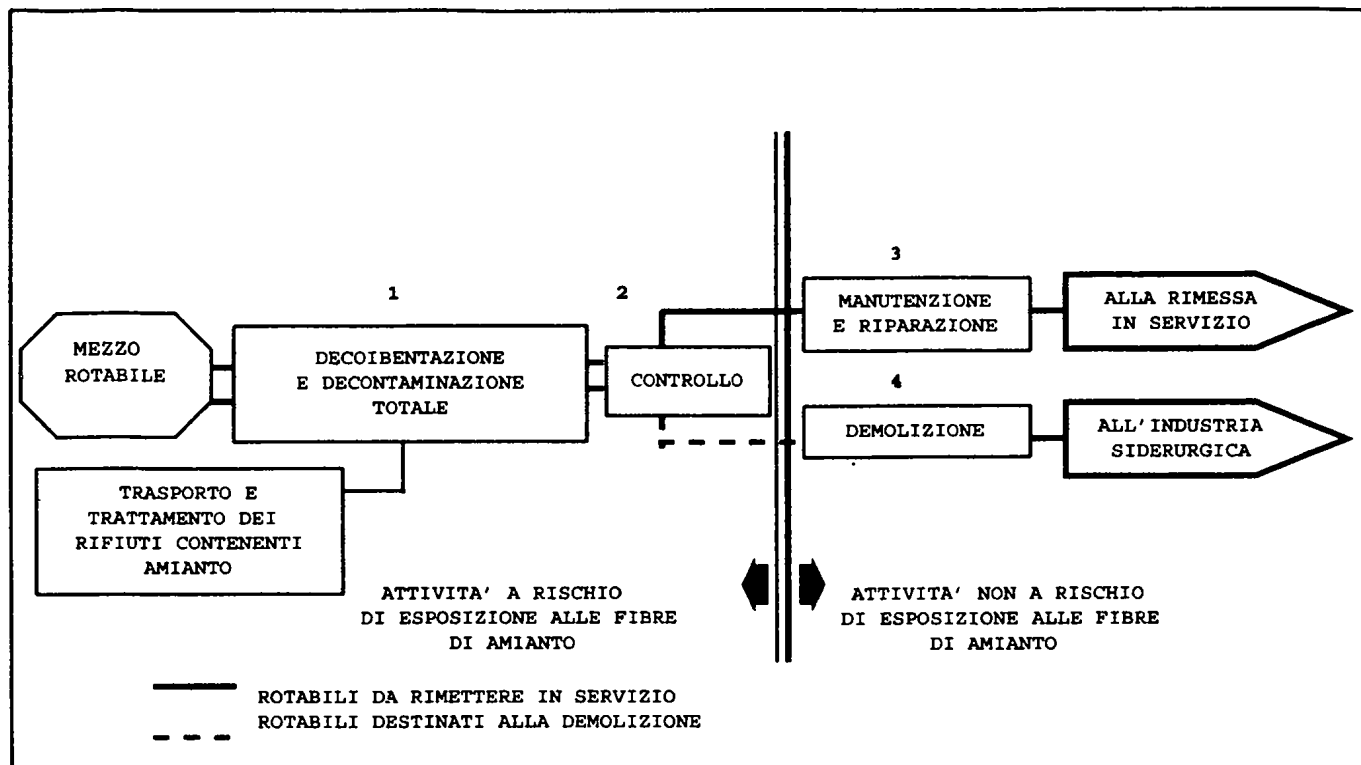 1
2
3
4
MEZZO
ROTABILE
DECOIBENTAZIONE
E DECONTAMINAZIONE
TOTALE
CONTROLLO
MANUTENZIONE
E RIPARAZIONE
ALLA RIMESSA
IN SERVIZIO
DEMOLIZIONE
ALL'INDUSTRIA
SIDERURGICA
TRASPORTO E
TRATTAMENTO DEI
RIFIUTI CONTENENTI
AMIANTO
ATTIVITA' A RISCHIO
DI ESPOSIZIONE ALLE FIBRE
DI AMIANTO
ATTIVITA' NON A RISCHIO
DI ESPOSIZIONE ALLE FIBRE
DI AMIANTO
ROTABILI DA RIMETTERE IN SERVIZIO
ROTABILI DESTINATI ALLA DEMOLIZIONE